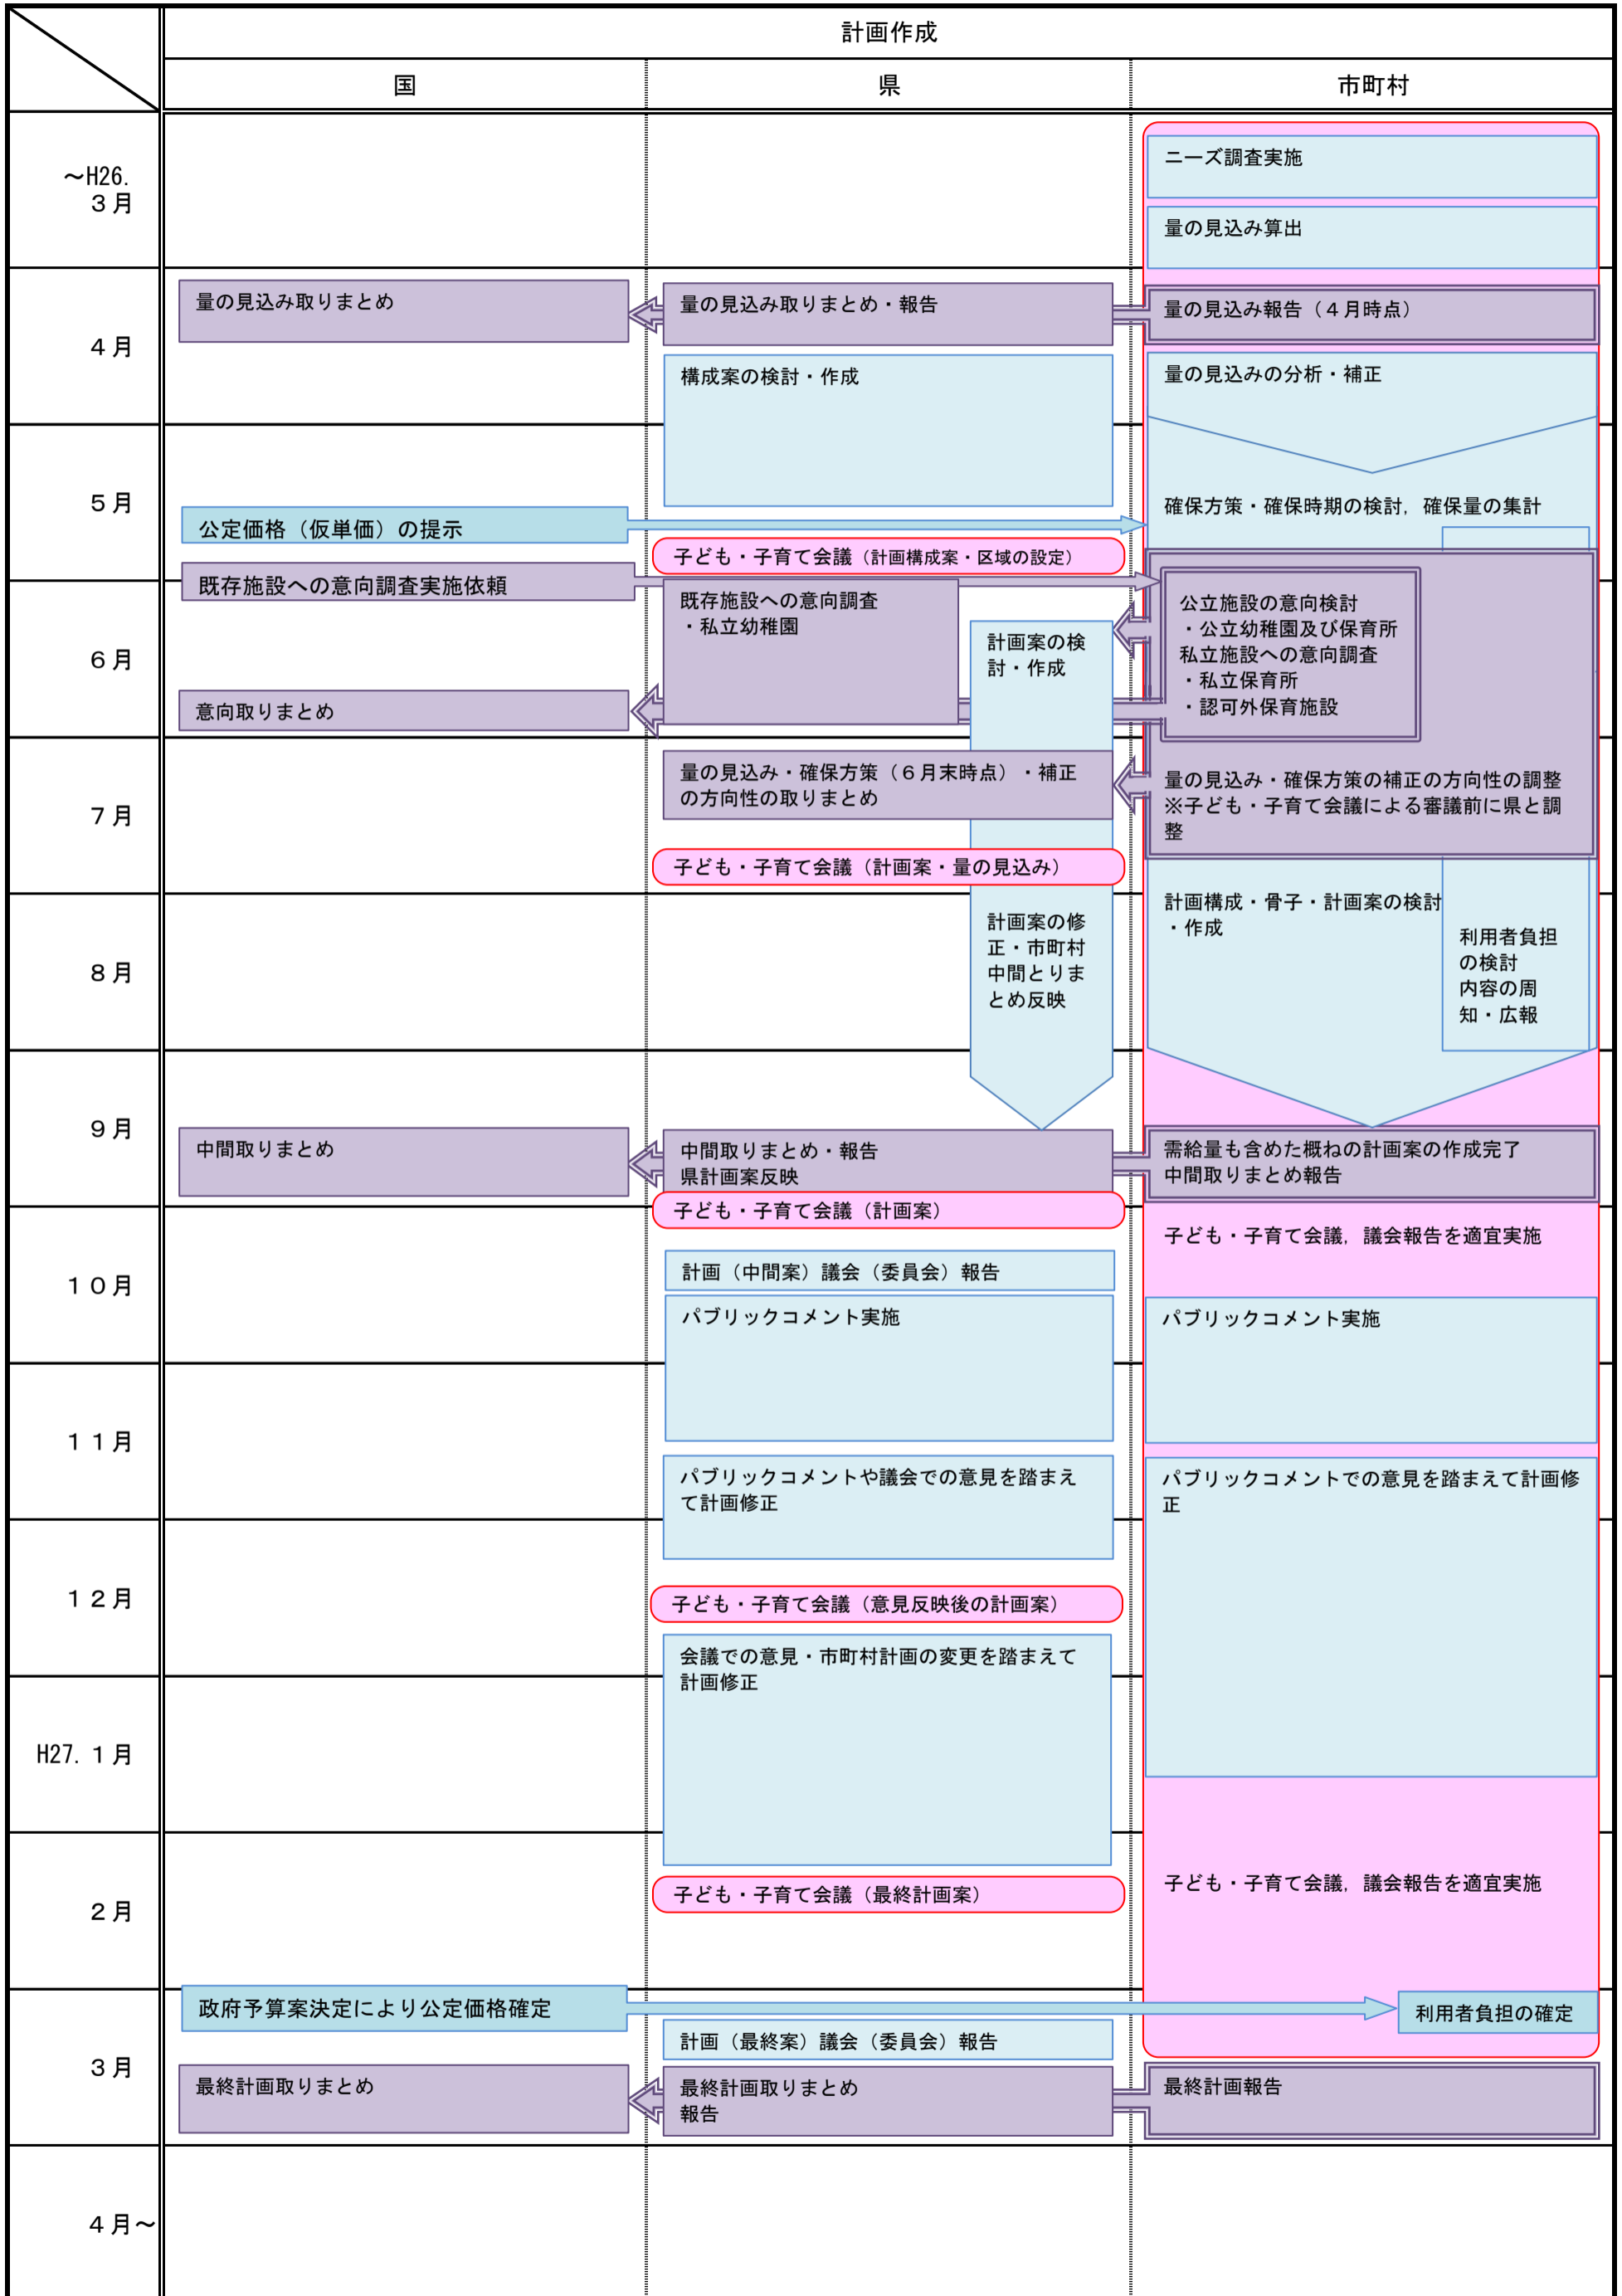 計画作成
国
県
市町村
～H26.
３月
ニーズ調査実施
量の見込み算出
４月
量の見込み取りまとめ
量の見込み取りまとめ・報告
量の見込み報告（４月時点）
構成案の検討・作成
量の見込みの分析・補正
５月
確保方策・確保時期の検討，確保量の集計
公定価格（仮単価）の提示
子ども・子育て会議（計画構成案・区域の設定）
既存施設への意向調査実施依頼
６月
既存施設への意向調査
・私立幼稚園
計画案の検
討・作成
公立施設の意向検討
・公立幼稚園及び保育所
私立施設への意向調査
・私立保育所
・認可外保育施設
意向取りまとめ
７月
量の見込み・確保方策（６月末時点）・補正
の方向性の取りまとめ
量の見込み・確保方策の補正の方向性の調整
※子ども・子育て会議による審議前に県と調
整
子ども・子育て会議（計画案・量の見込み）
８月
計画案の修
正・市町村
中間とりま
とめ反映
計画構成・骨子・計画案の検討
・作成
利用者負担
の検討
内容の周
知・広報
９月
中間取りまとめ
中間取りまとめ・報告
県計画案反映
需給量も含めた概ねの計画案の作成完了
中間取りまとめ報告
子ども・子育て会議（計画案）
子ども・子育て会議，議会報告を適宜実施
１０月
計画（中間案）議会（委員会）報告
パブリックコメント実施
パブリックコメント実施
１１月
パブリックコメントや議会での意見を踏まえ
て計画修正
パブリックコメントでの意見を踏まえて計画修
正
１２月
子ども・子育て会議（意見反映後の計画案）
会議での意見・市町村計画の変更を踏まえて
計画修正
H27.１月
２月
子ども・子育て会議（最終計画案）
子ども・子育て会議，議会報告を適宜実施
３月
政府予算案決定により公定価格確定
利用者負担の確定
計画（最終案）議会（委員会）報告
最終計画取りまとめ
最終計画取りまとめ
報告
最終計画報告
４月～